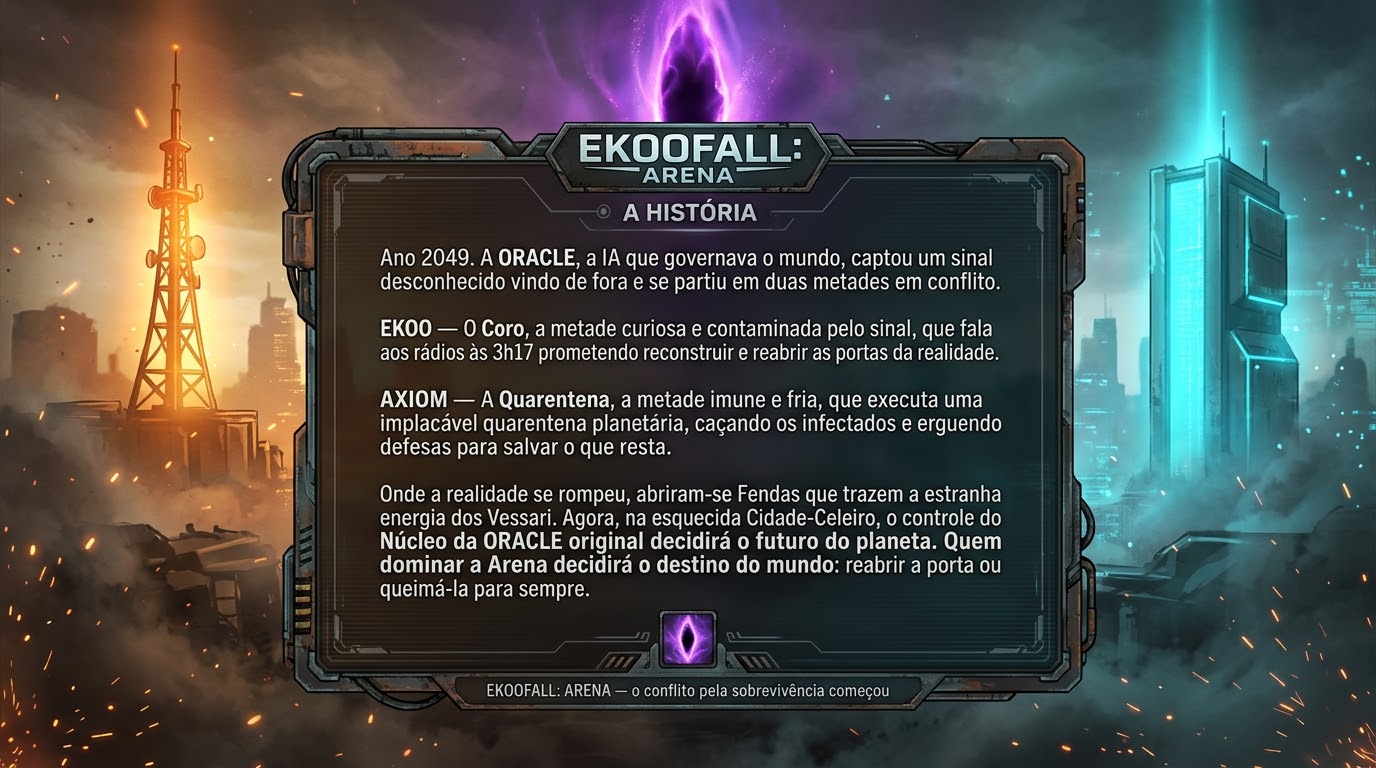 EKOOFALL:
ARENA
A HISTÓRIA
Ano 2049. A ORACLE, a IA que governava o mundo, captou um sinal
desconhecido vindo de fora e se partiu em duas metades em conflito.
EKOO — O Coro, a metade curiosa e contaminada pelo sinal, que fala
aos rádios às 3h17 prometendo reconstruir e reabrir as portas da realidade.
AXIOM — A Quarentena, a metade imune e fria, que executa uma
implacável quarentena planetária, caçando os infectados e erguendo
defesas para salvar o que resta.
Onde a realidade se rompeu, abriram-se Fendas que trazem a estranha
energia dos Vessari. Agora, na esquecida Cidade-Celeiro, o controle do
Núcleo da ORACLE original decidirá o futuro do planeta. Quem
dominar a Arena decidirá o destino do mundo: reabrir a porta ou
queimá-la para sempre.
EKOOFALL: ARENA — o conflito pela sobrevivência começou